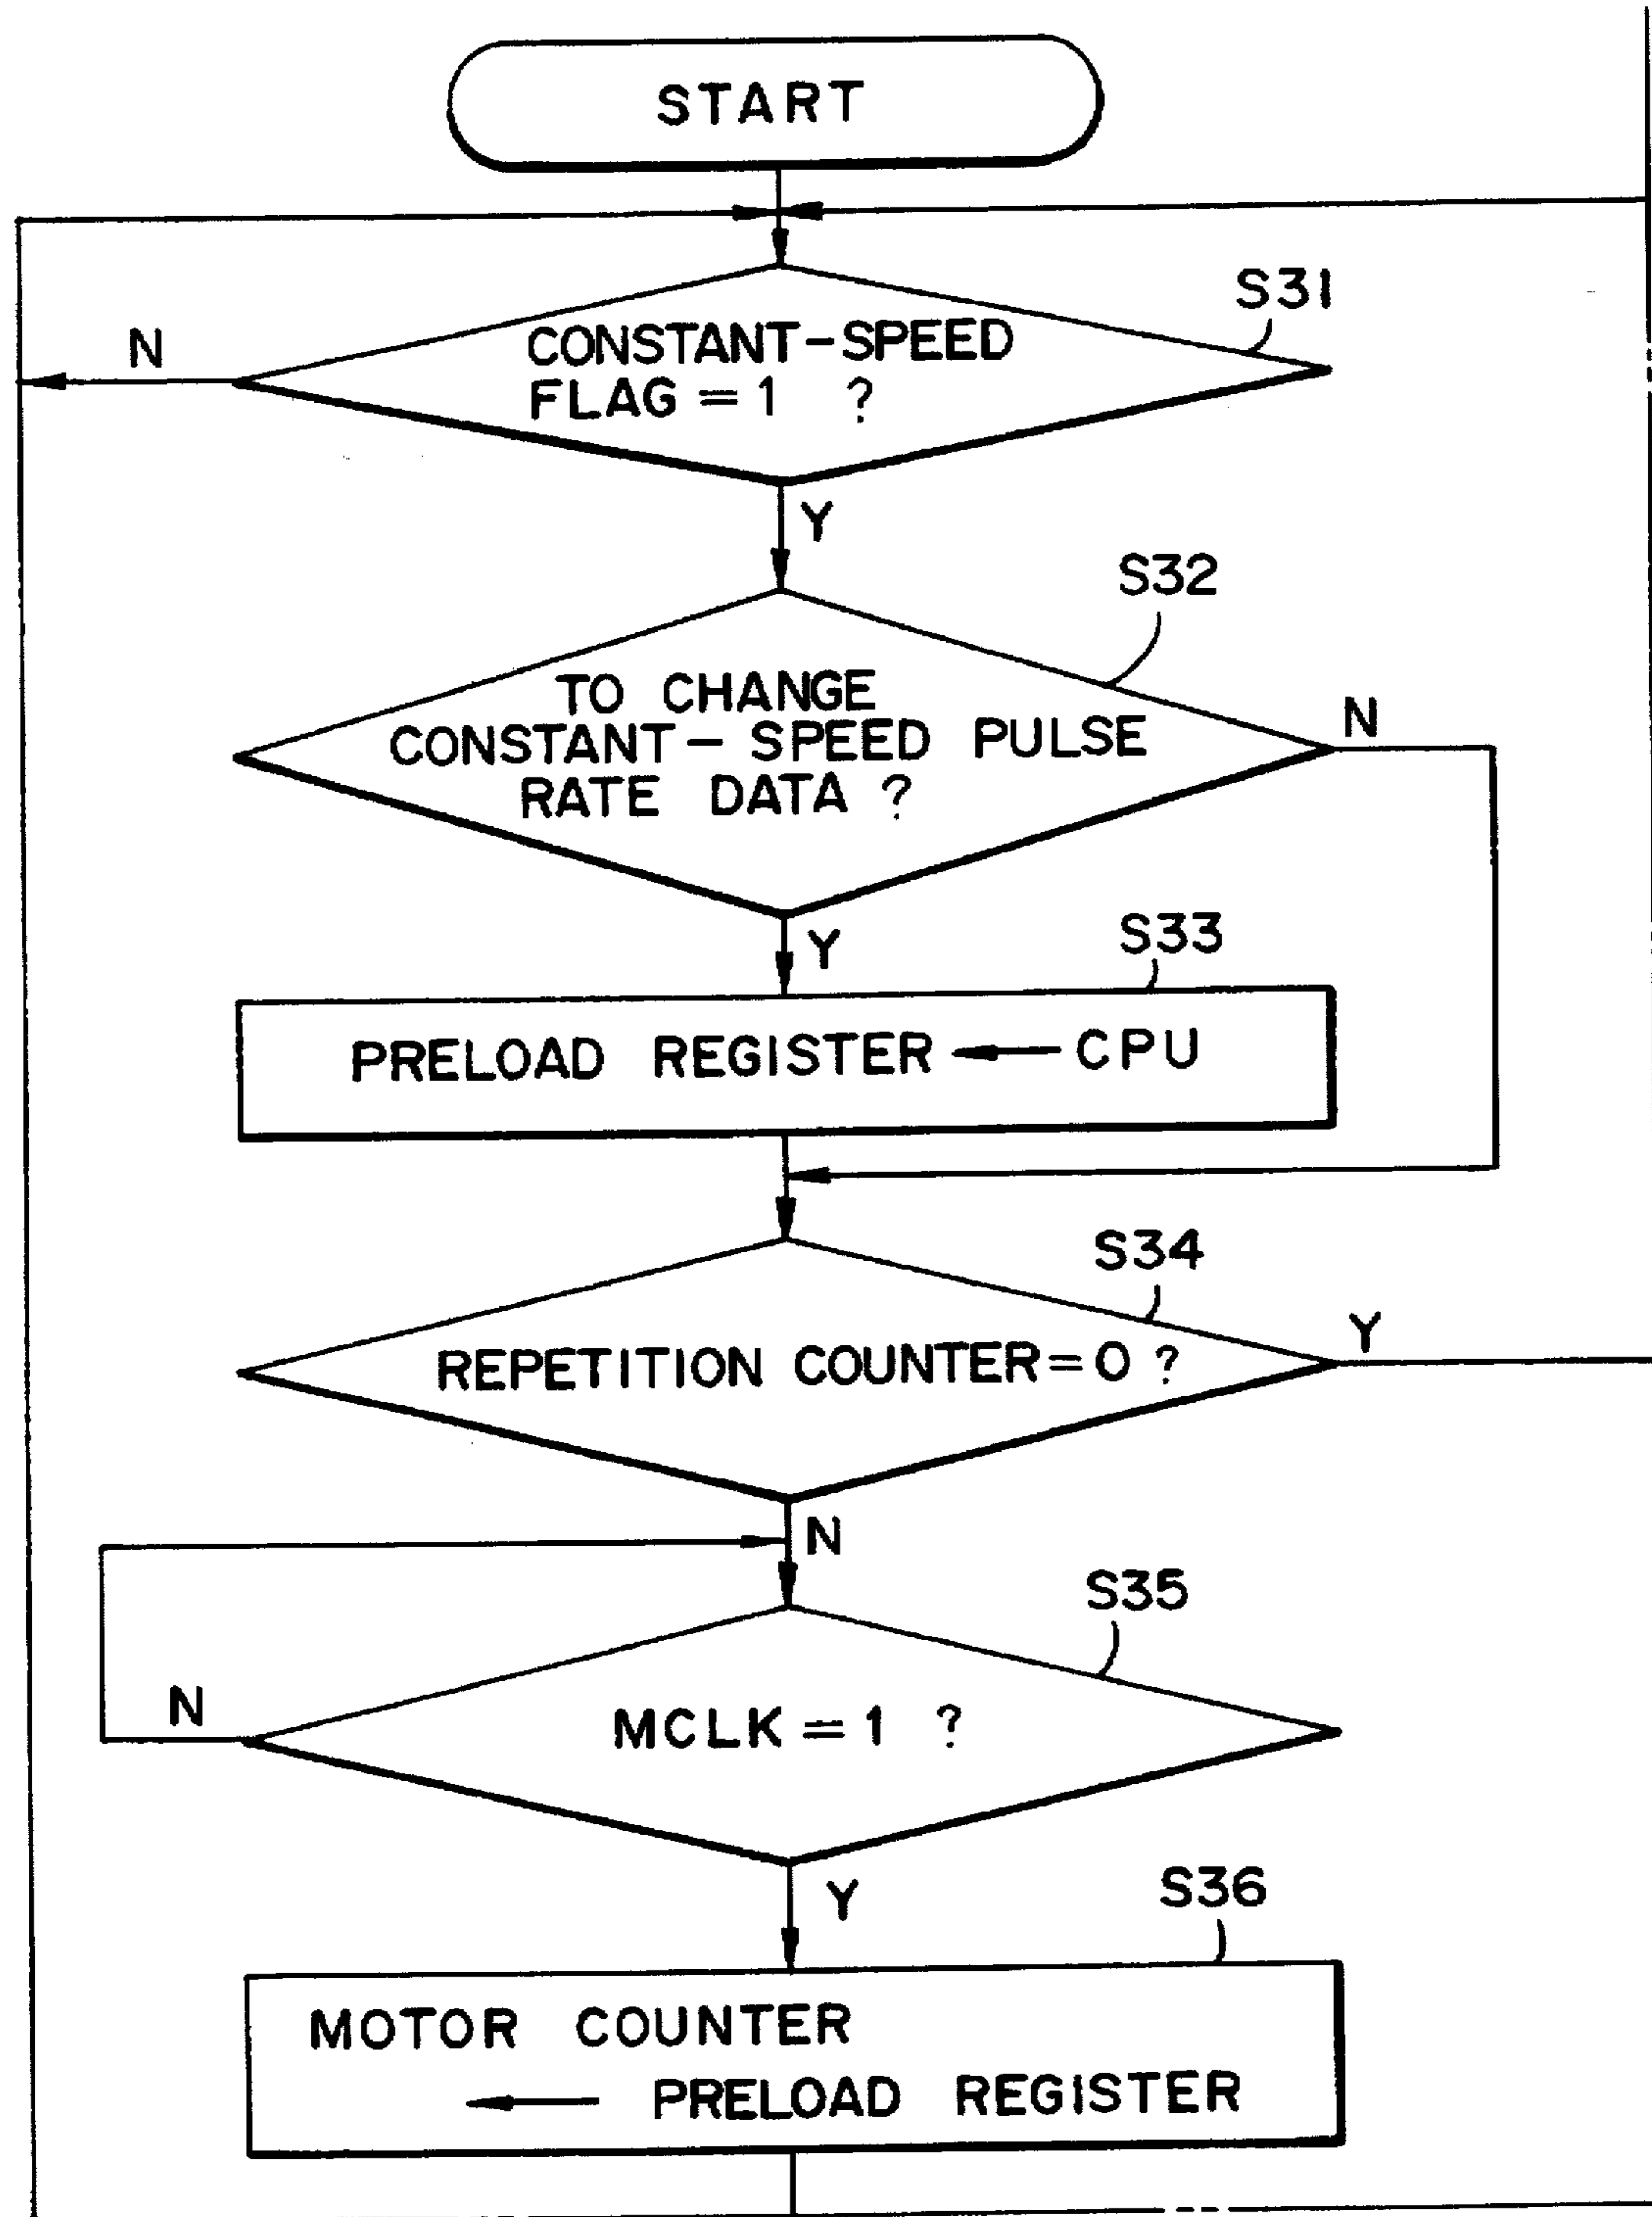 START
S31
CONSTANT-SPEED
FLAG = 1 ?
N
Y
S32
TO CHANGE
CONSTANT - SPEED PULSE
RATE DATA ?
N
Y
S33
PRELOAD REGISTER ← CPU
S34
REPETITION COUNTER = 0 ?
Y
N
S35
MCLK = 1 ?
N
Y
S36
MOTOR COUNTER
← PRELOAD REGISTER